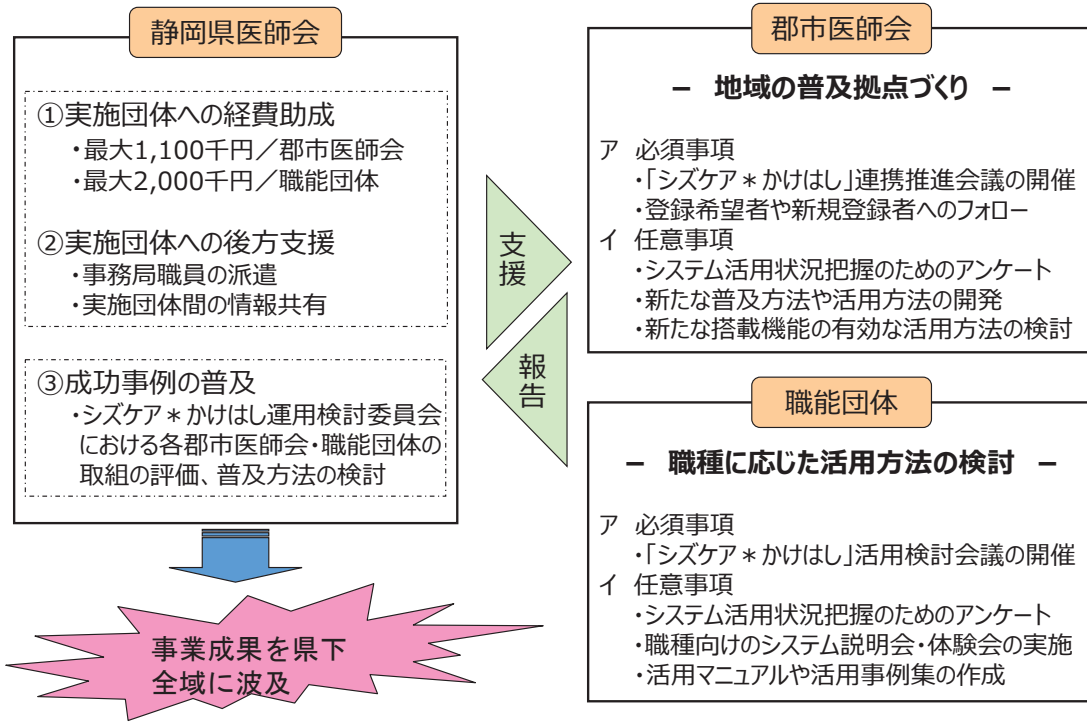 静岡県医師会
①実施団体への経費助成
・最大1,100千円／郡市医師会
・最大2,000千円／職能団体
②実施団体への後方支援
・事務局職員の派遣
・実施団体間の情報共有
③成功事例の普及
・シズケア＊かけはし運用検討委員会
における各郡市医師会・職能団体の
取組の評価、普及方法の検討
事業成果を県下
全域に波及
支援
報告
郡市医師会
－ 地域の普及拠点づくり －
ア 必須事項
・「シズケア＊かけはし」連携推進会議の開催
・登録希望者や新規登録者へのフォロー
イ 任意事項
・システム活用状況把握のためのアンケート
・新たな普及方法や活用方法の開発
・新たな搭載機能の有効な活用方法の検討
職能団体
－ 職種に応じた活用方法の検討 －
ア 必須事項
・「シズケア＊かけはし」活用検討会議の開催
イ 任意事項
・システム活用状況把握のためのアンケート
・職種向けのシステム説明会・体験会の実施
・活用マニュアルや活用事例集の作成